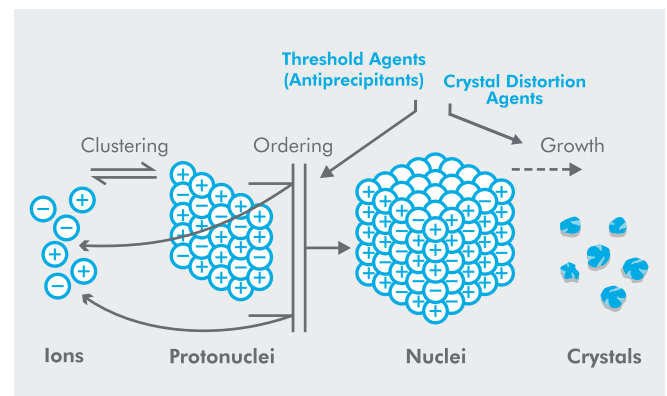 Threshold Agents
(Antiprecipitants)
Crystal Distortion
Agents
Clustering
Ordering
Growth
Ions
Protonuclei
Nuclei
Crystals